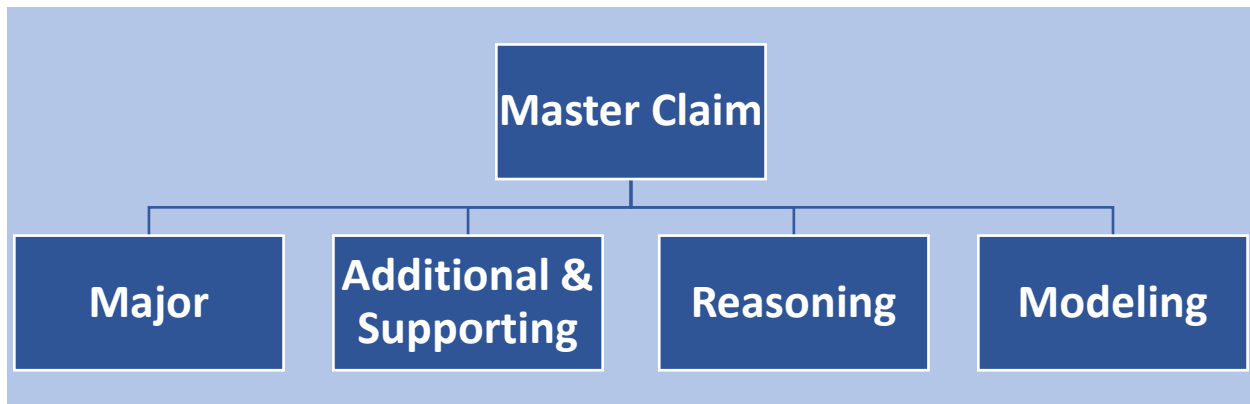 Master Claim
Major
Additional &
Supporting
Reasoning
Modeling